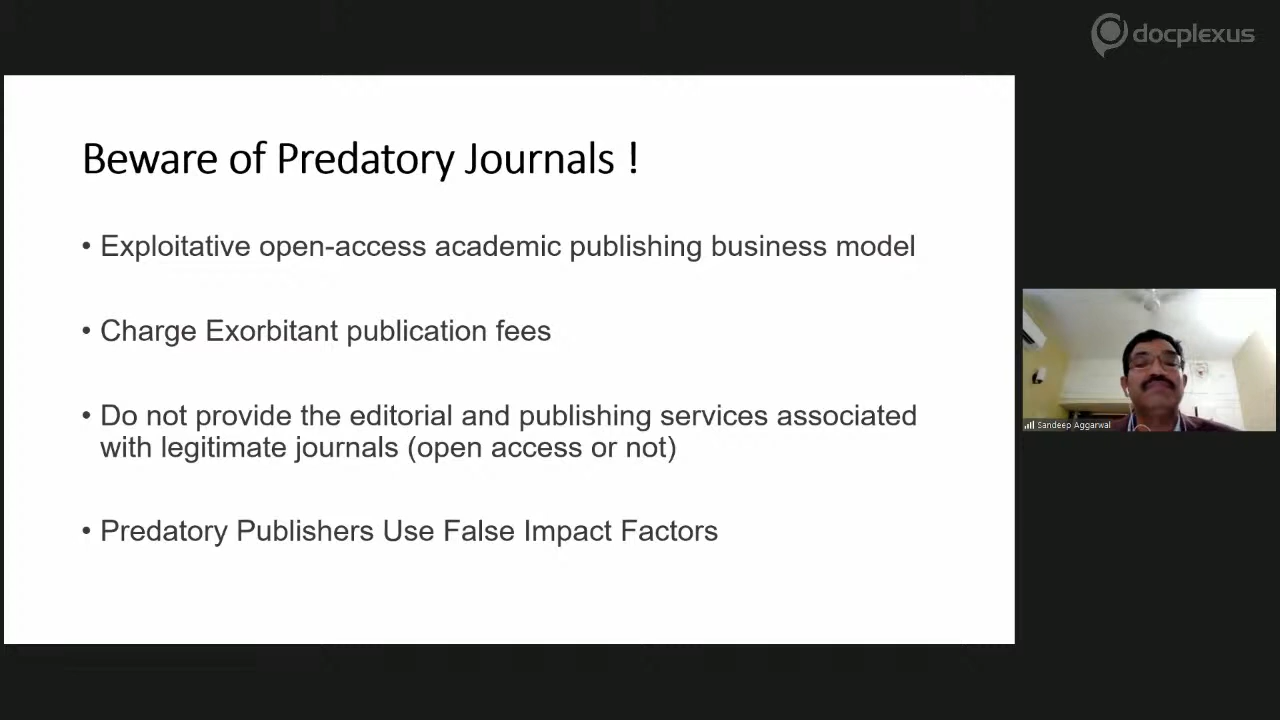 docplexus
Beware of Predatory Journals !
• Exploitative open-access academic publishing business model
• Charge Exorbitant publication fees
• Do not provide the editorial and publishing services associated
with legitimate journals (open access or not)
• Predatory Publishers Use False Impact Factors
Sandeep Aggarwal